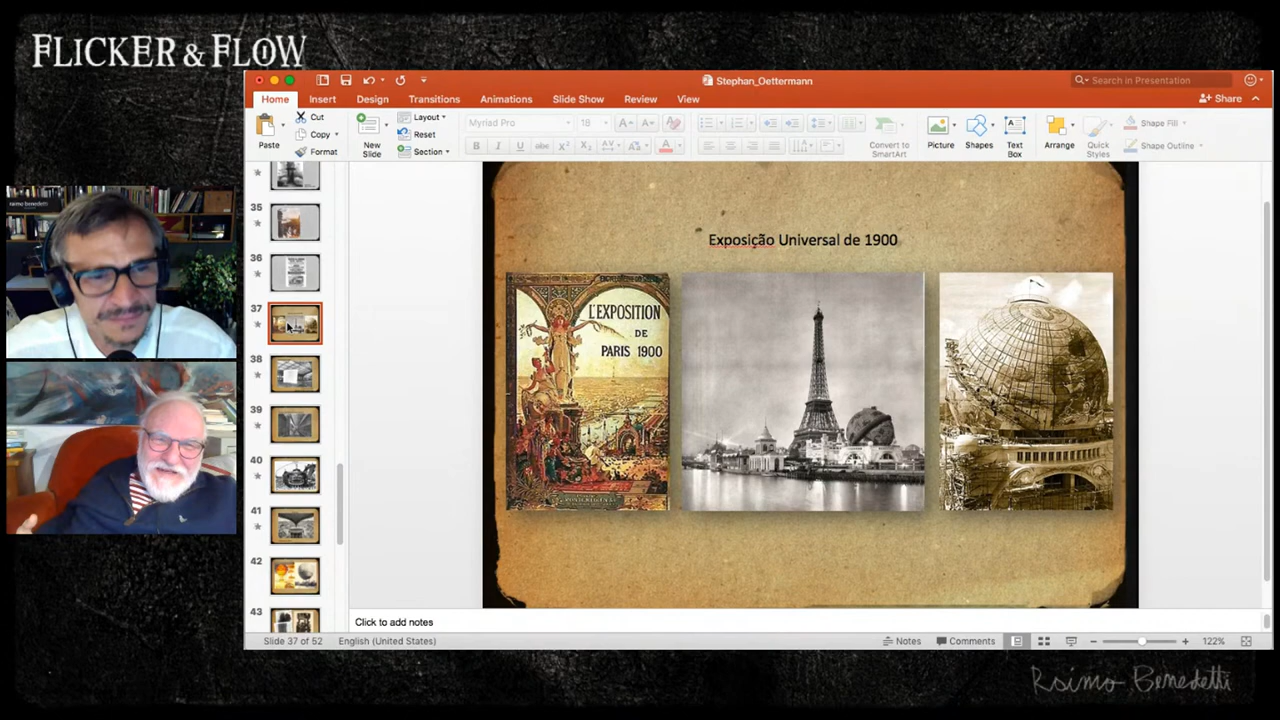 FLICKER & FLOW
Stephan_Oettermann
Search in Presentation
Home
Insert
Design
Transitions
Animations
Slide Show
Review
View
Share
Paste
Cut
Copy
Format
New
Slide
Layout
Reset
Section
Myriad Pro
18
Convert to
SmartArt
Picture
Shapes
Text
Box
Arrange
Quick
Styles
Shape Fill
Shape Outline
raimo benedetti
35
36
37
38
39
40
41
42
43
Exposição Universal de 1900
L'EXPOSITION
DE
PARIS 1900
Click to add notes
Slide 37 of 52
English (United States)
Notes
Comments
122%
Raimo Benedetti